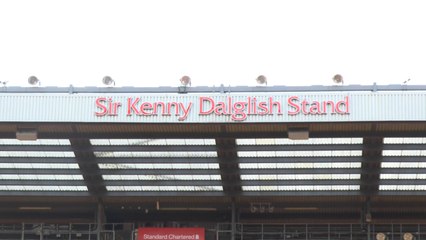 Sir Kenny Dalglish Stand
Standard Chartered